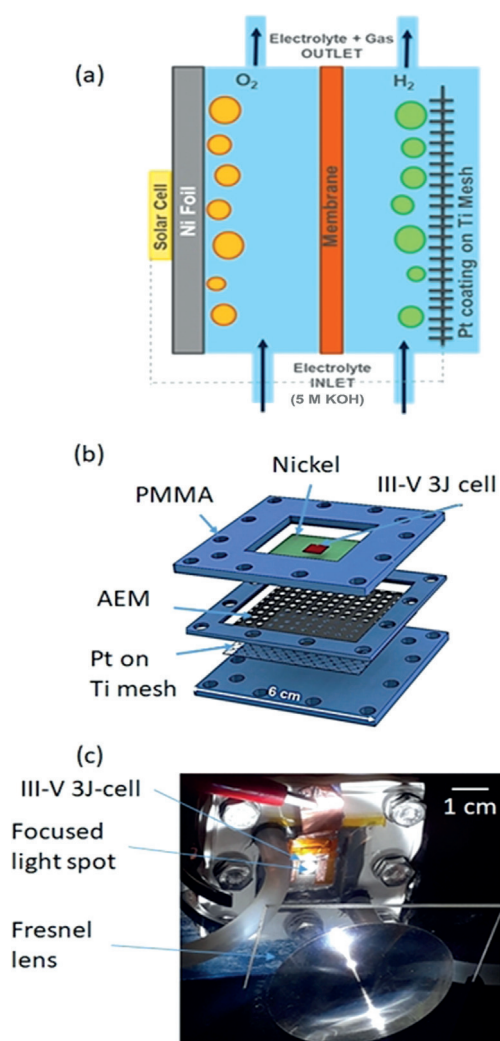 (a)
Electrolyte + Gas
OUTLET
O2
H2
Solar Cell
Ni Foil
Membrane
Pt coating on Ti Mesh
Electrolyte
INLET
(5 M KOH)
(b)
Nickel
III-V 3J cell
PMMA
AEM
Pt on
Ti mesh
6 cm
(c)
III-V 3J-cell
1 cm
Focused
light spot
Fresnel
lens